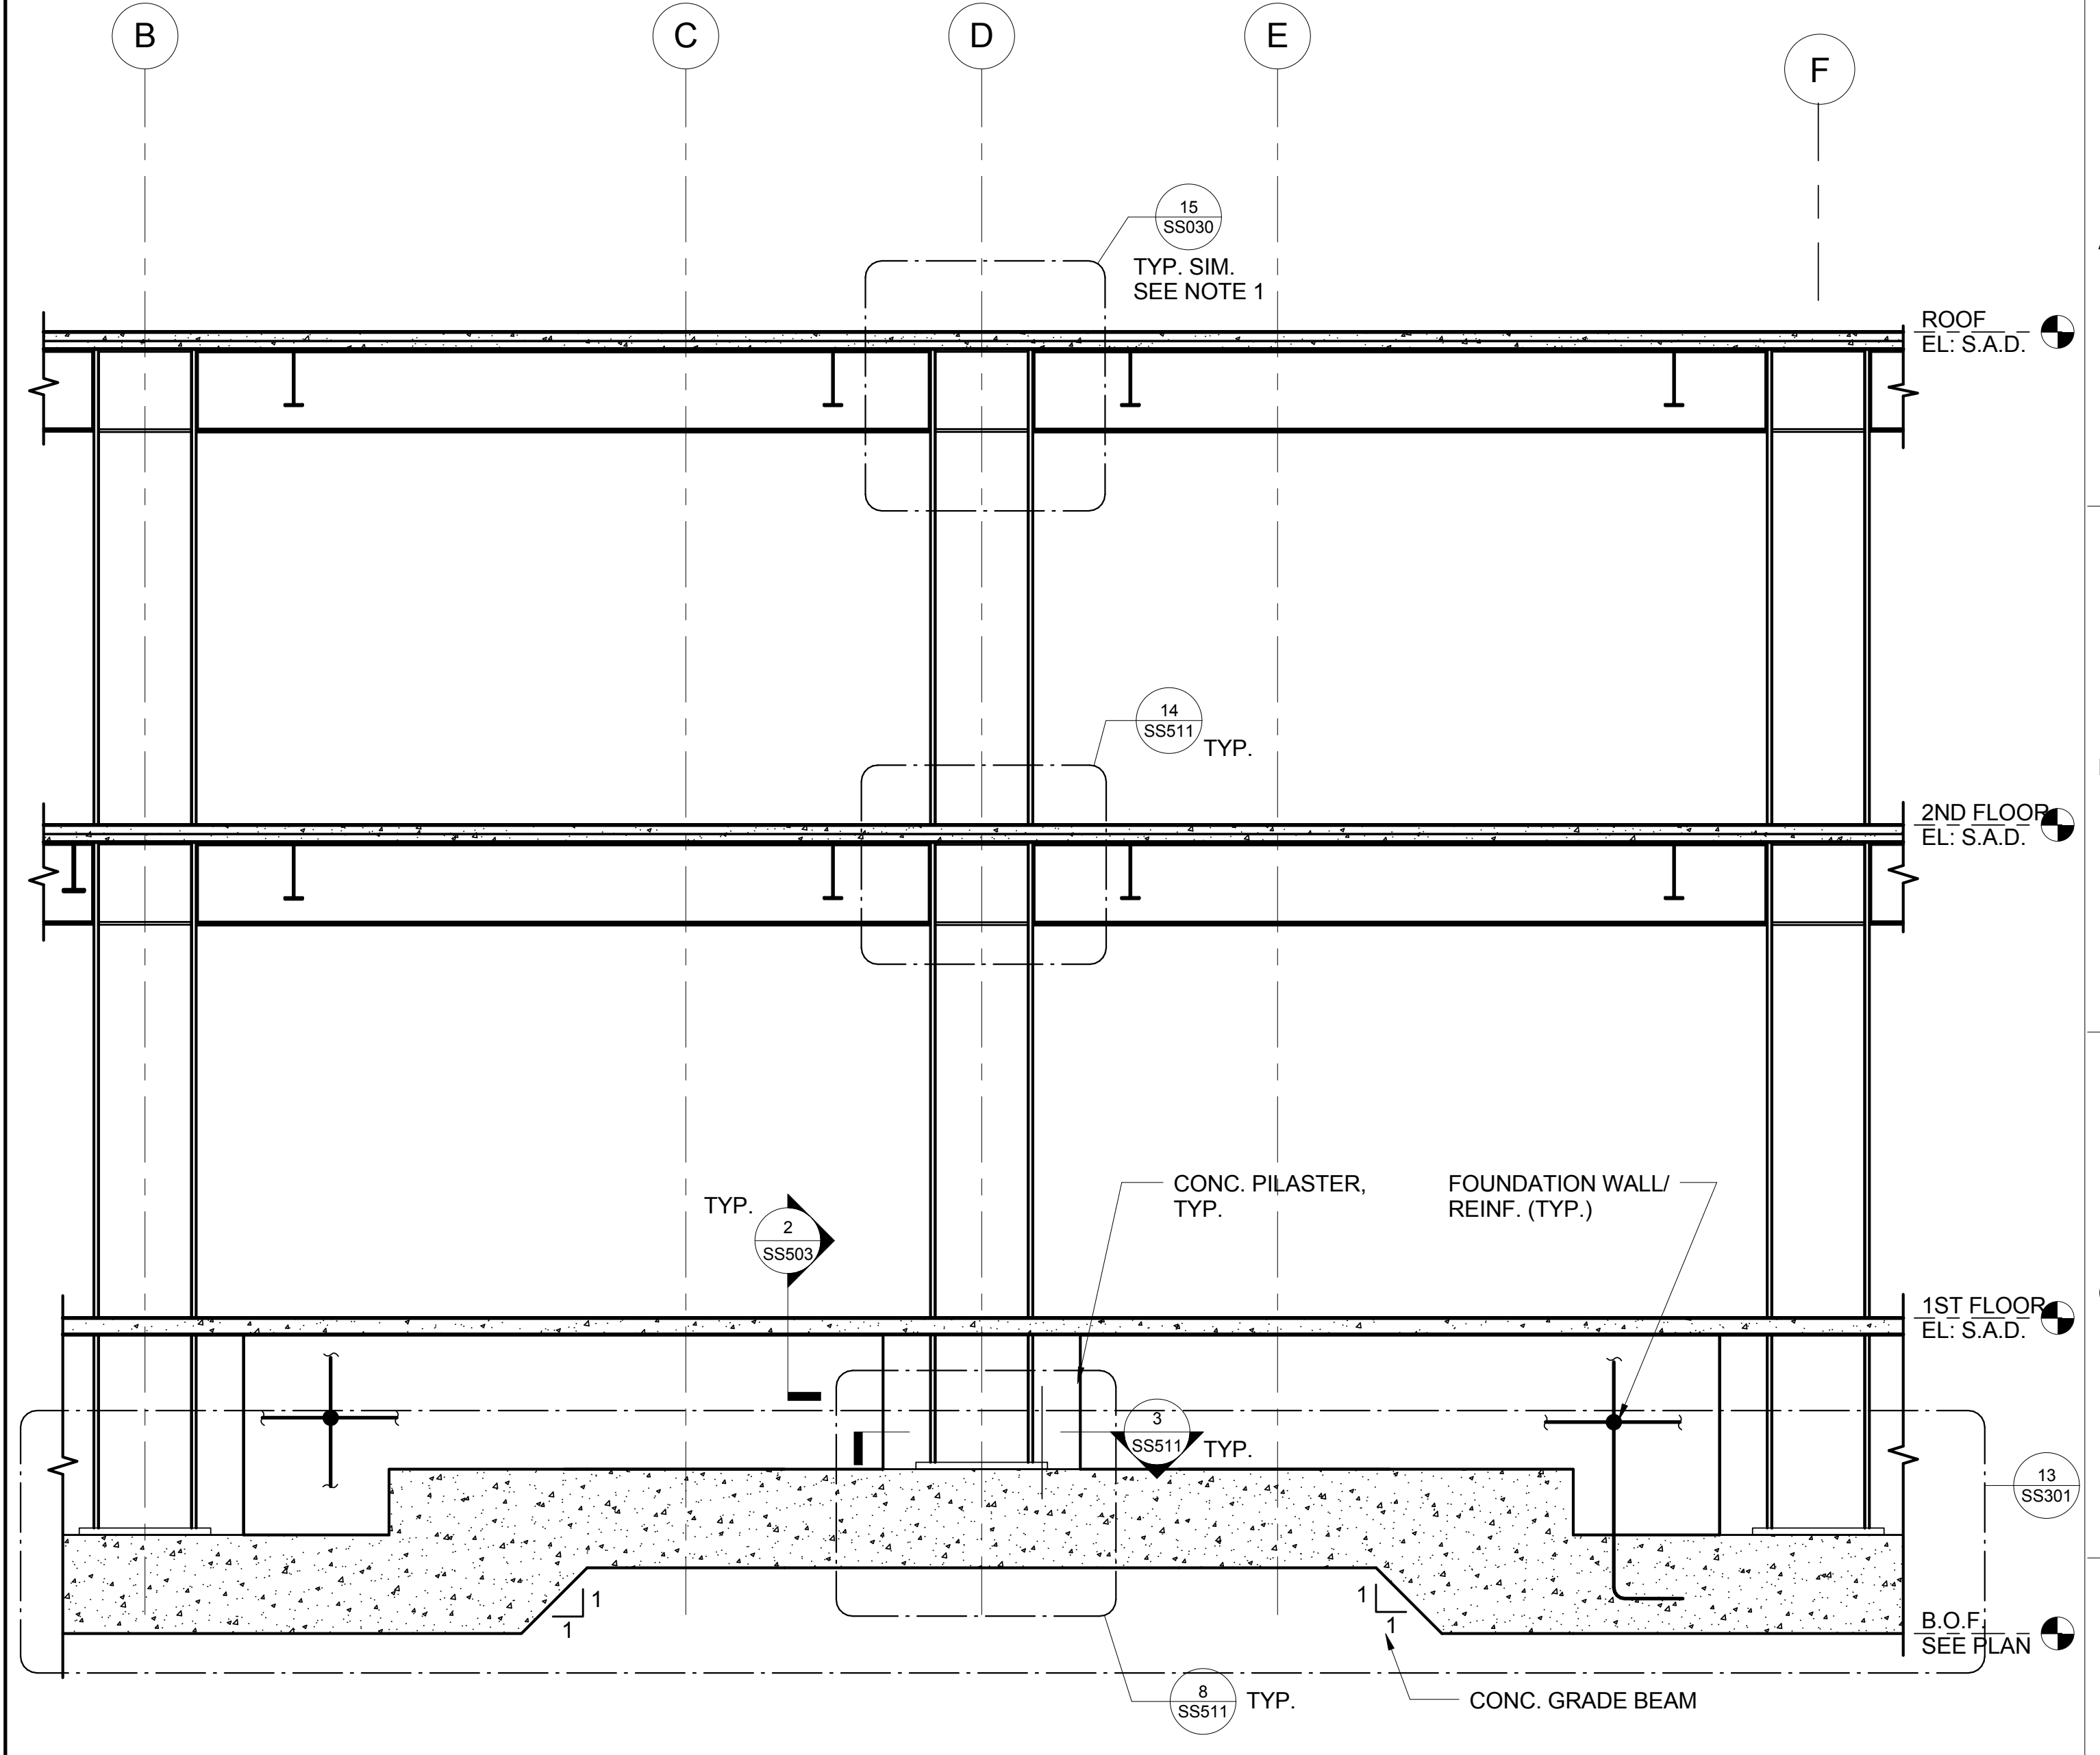 B
C
D
E
F
15
SS030
TYP. SIM.
SEE NOTE 1
ROOF
EL: S.A.D.
14
SS511
TYP.
2ND FLOOR
EL: S.A.D.
CONC. PILASTER,
TYP.
FOUNDATION WALL/
REINF. (TYP.)
TYP.
2
SS503
1ST FLOOR
EL: S.A.D.
3
SS511
TYP.
13
SS301
1
1
1
1
B.O.F.
SEE PLAN
8
SS511
TYP.
CONC. GRADE BEAM